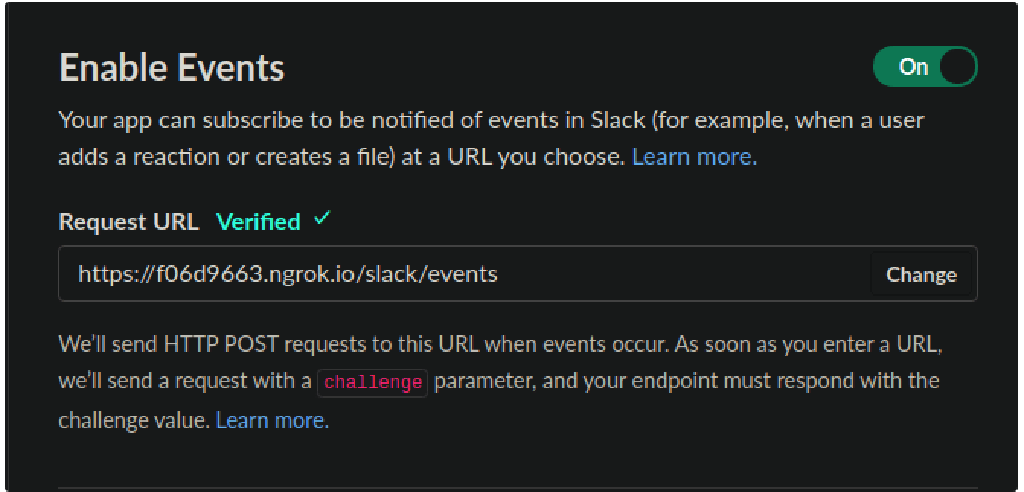 Enable Events
On
Your app can subscribe to be notified of events in Slack (for example, when a user
adds a reaction or creates a file) at a URL you choose. Learn more.
Request URL Verified ✓
https://f06d9663.ngrok.io/slack/events
Change
We'll send HTTP POST requests to this URL when events occur. As soon as you enter a URL,
we'll send a request with a challenge parameter, and your endpoint must respond with the
challenge value. Learn more.